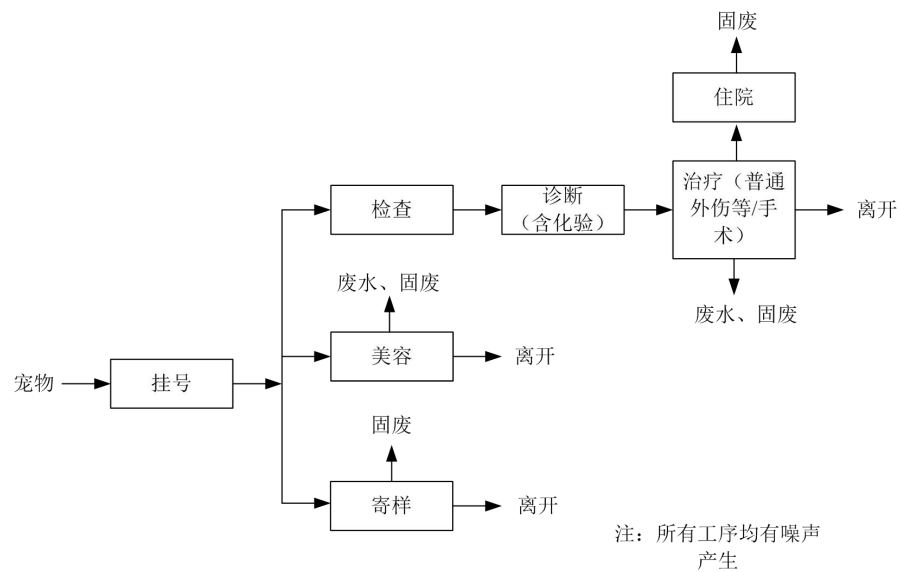 固废
住院
治疗（普通
外伤等/手
术）
离开
检查
诊断
（含化验）
废水、固废
废水、固废
美容
离开
宠物
挂号
固废
寄样
离开
注：所有工序均有噪声
产生